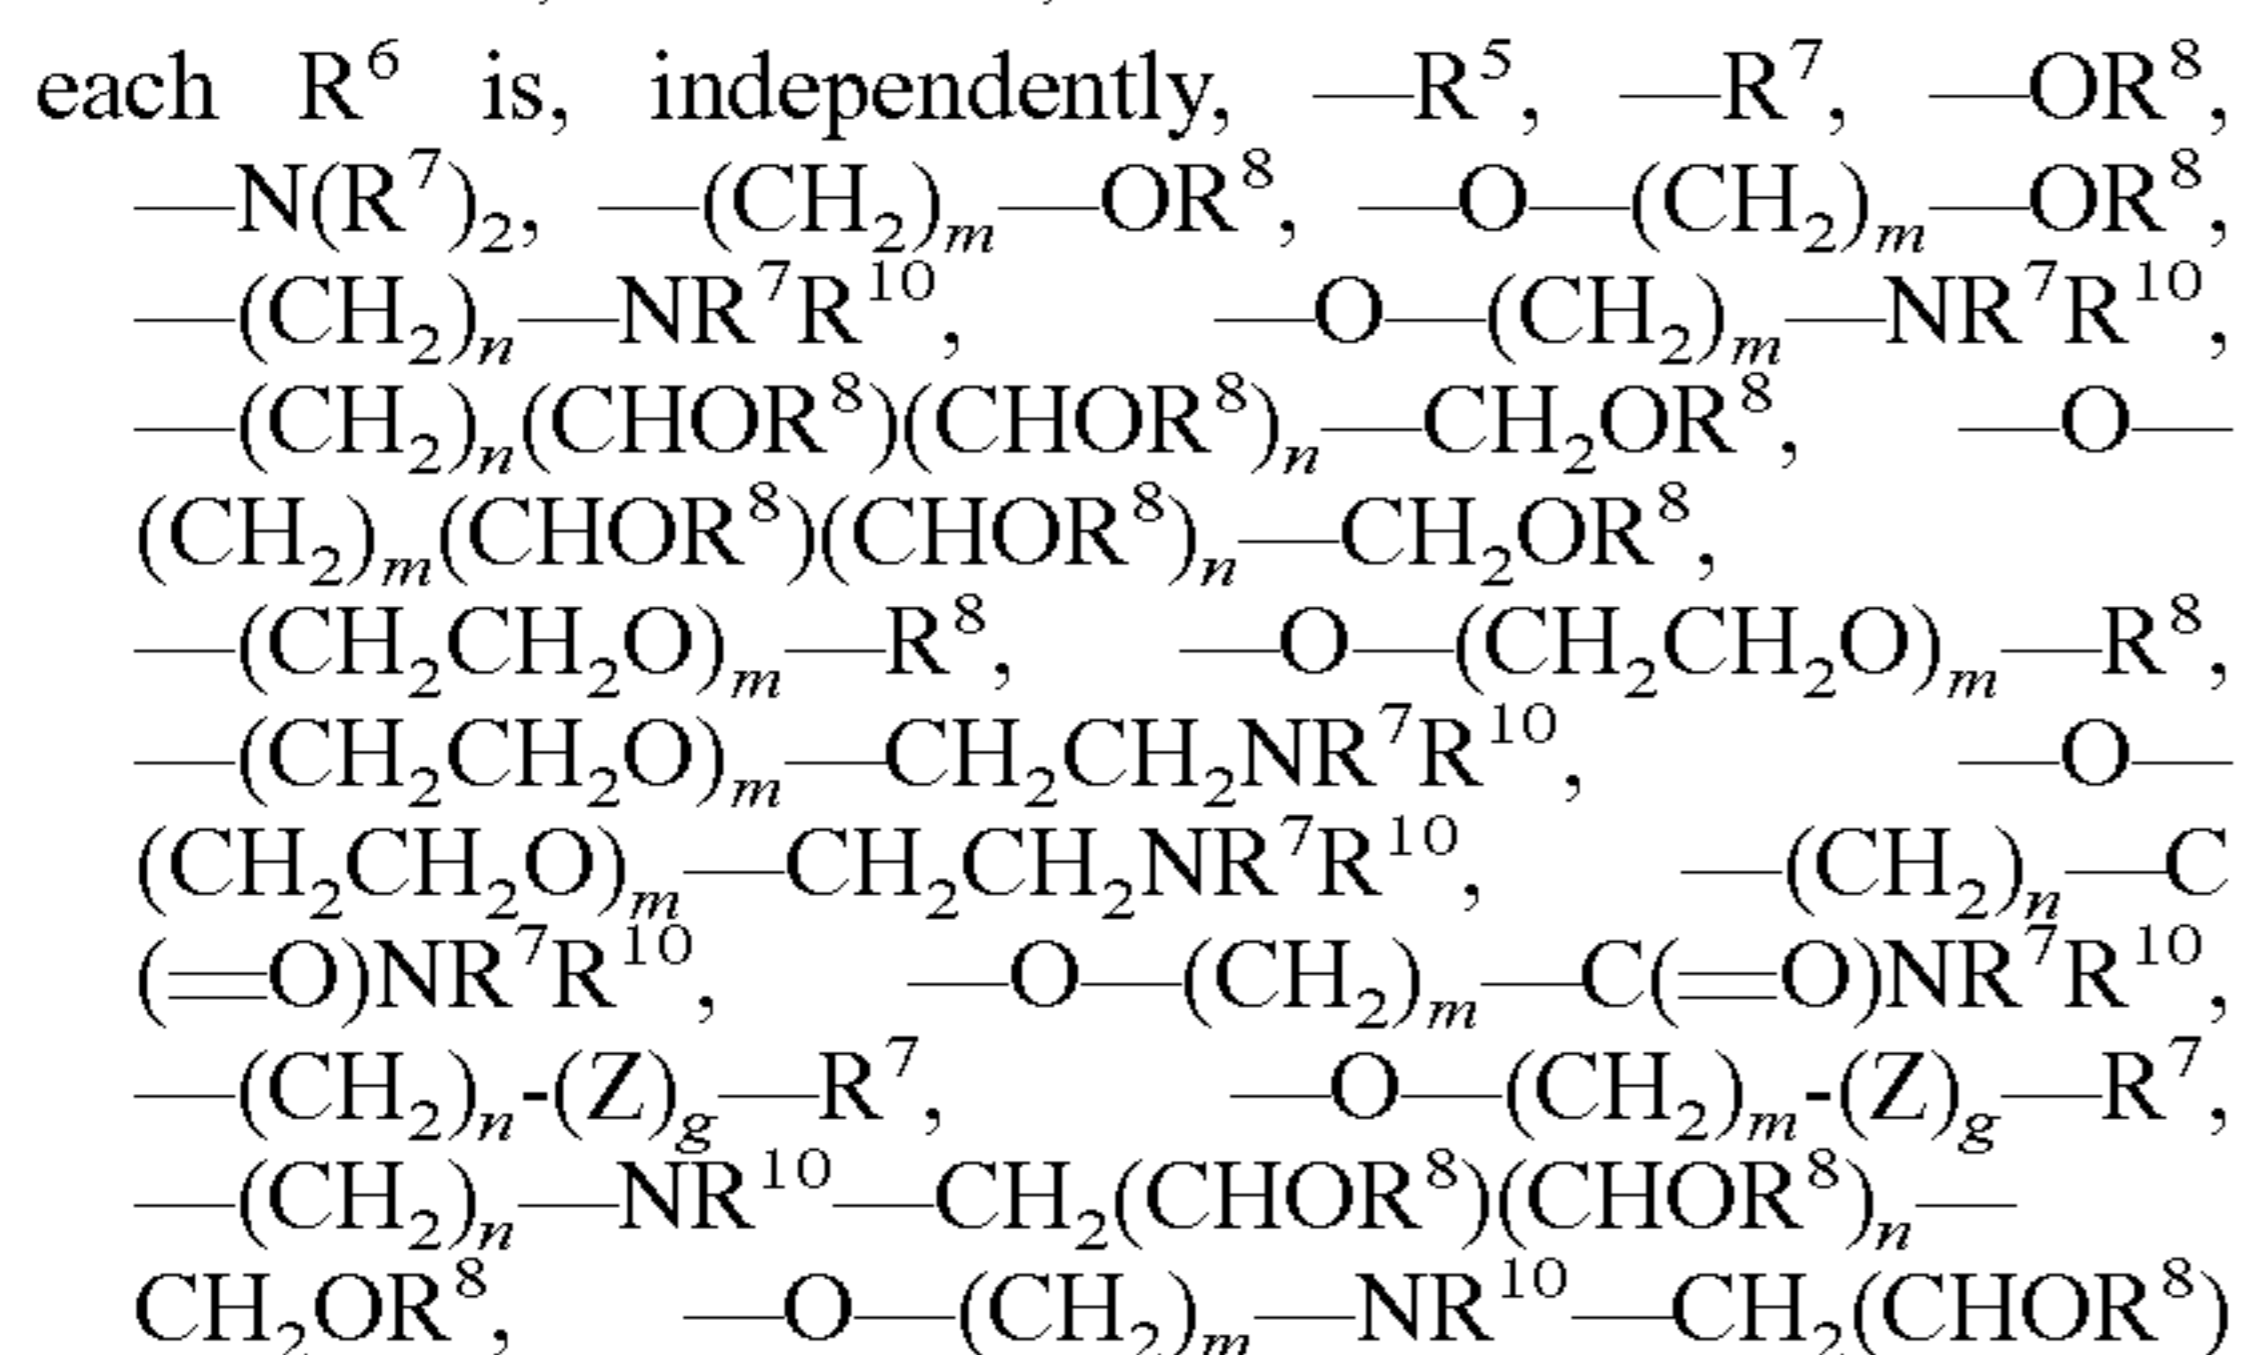 each R⁶ is, independently, —R⁵, —R⁷, —OR⁸,
—N(R⁷)₂, —(CH₂)ₘ—OR⁸, —O—(CH₂)ₘ—OR⁸,
—(CH₂)ₙ—NR⁷R¹⁰, —O—(CH₂)ₘ—NR⁷R¹⁰,
—(CH₂)ₙ(CHOR⁸)(CHOR⁸)ₙ—CH₂OR⁸, —O—
(CH₂)ₘ(CHOR⁸)(CHOR⁸)ₙ—CH₂OR⁸,
—(CH₂CH₂O)ₘ—R⁸, —O—(CH₂CH₂O)ₘ—R⁸,
—(CH₂CH₂O)ₘ—CH₂CH₂NR⁷R¹⁰, —O—
(CH₂CH₂O)ₘ—CH₂CH₂NR⁷R¹⁰, —(CH₂)ₙ—C
(═O)NR⁷R¹⁰, —O—(CH₂)ₘ—C(═O)NR⁷R¹⁰,
—(CH₂)ₙ-(Z)g—R⁷, —O—(CH₂)ₘ-(Z)g—R⁷,
—(CH₂)ₙ—NR¹⁰—CH₂(CHOR⁸)(CHOR⁸)ₙ—
CH₂OR⁸, —O—(CH₂)ₘ—NR¹⁰—CH₂(CHOR⁸)